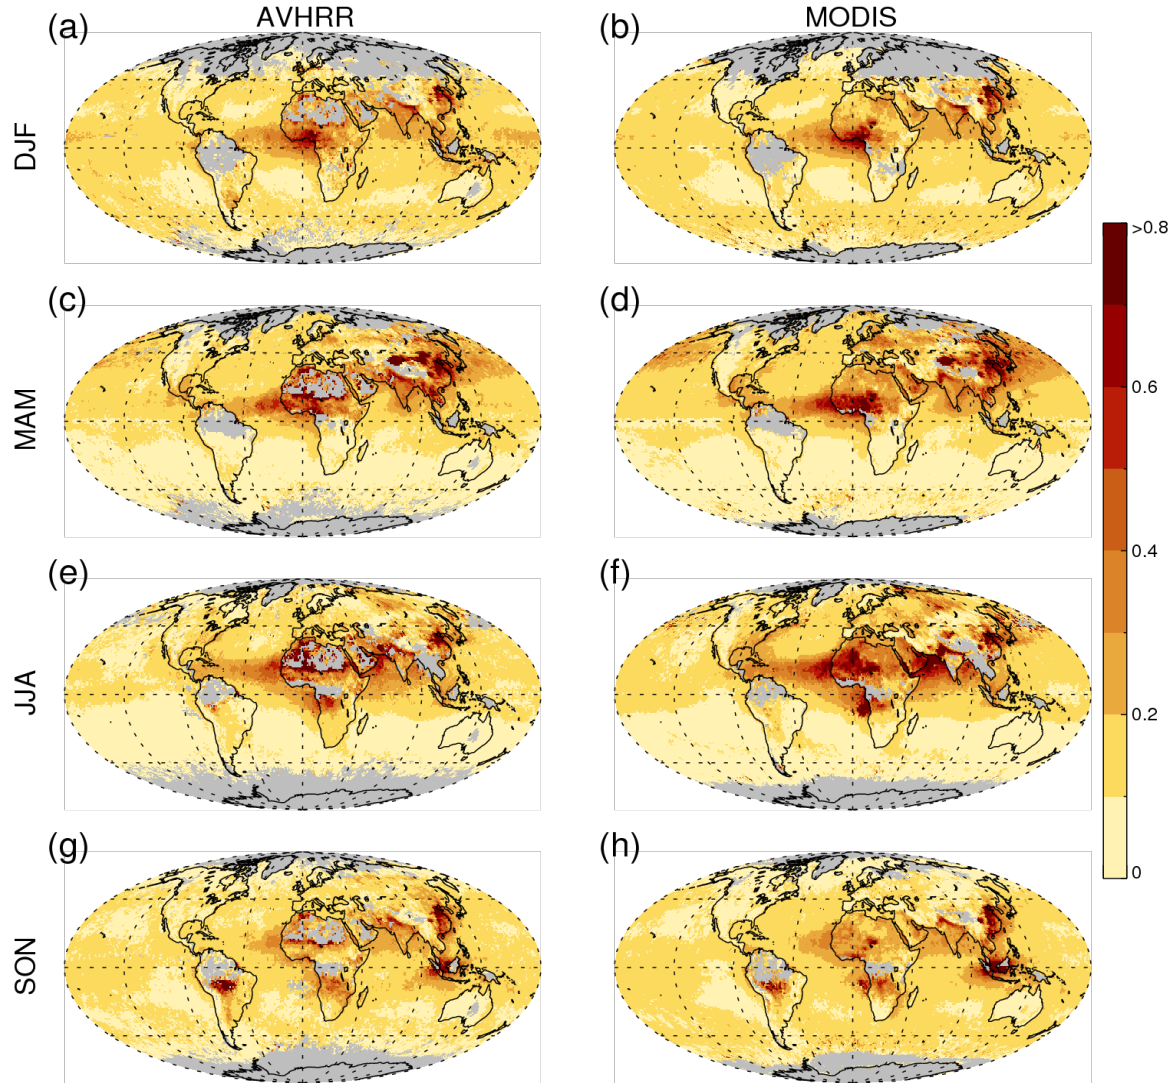 AVHRR MODIS
(a) (b)
DJF
>0.8
(c) (d)
MAM
0.6
0.4
(e) (f)
JJA
0.2
(g) (h)
0
SON